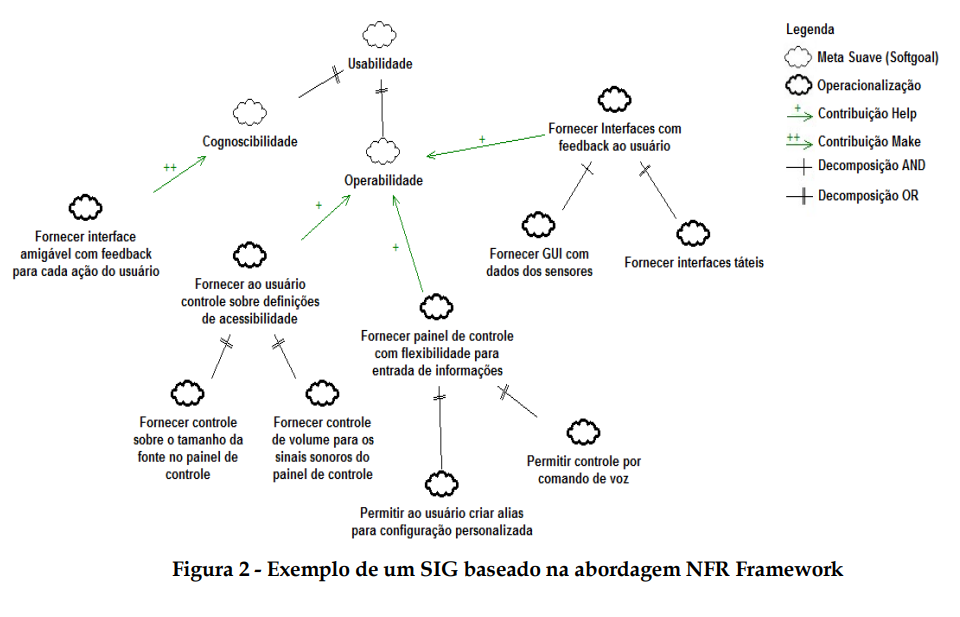 Usabilidade
Cognoscibilidade
Operabilidade
Fornecer Interfaces com
feedback ao usuário
Legenda
Meta Suave (Softgoal)
Operacionalização
+
Contribuição Help
++
Contribuição Make
Decomposição AND
Decomposição OR
++
+
+
+
Fornecer interface
amigável com feedback
para cada ação do usuário
Fornecer ao usuário
controle sobre definições
de acessibilidade
Fornecer GUI com
dados dos sensores
Fornecer interfaces táteis
Fornecer painel de controle
com flexibilidade para
entrada de informações
Fornecer controle
sobre o tamanho da
fonte no painel de
controle
Fornecer controle
de volume para os
sinais sonoros do
painel de controle
Permitir controle por
comando de voz
Permitir ao usuário criar alias
para configuração personalizada
Figura 2 - Exemplo de um SIG baseado na abordagem NFR Framework